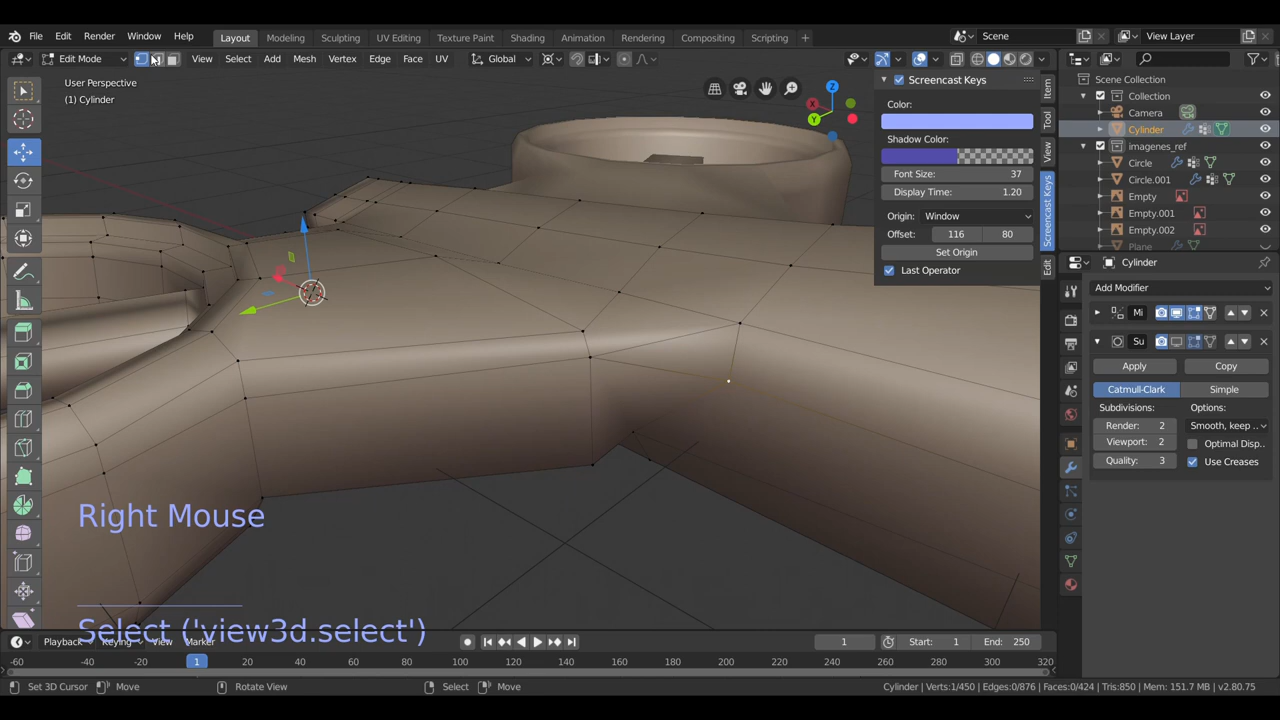 File Edit Render Window Help Layout Modeling Sculpting UV Editing Texture Paint Shading Animation Rendering Compositing Scripting + Scene View Layer
Edit Mode View Select Add Mesh Vertex Edge Face UV Global
User Perspective
(1) Cylinder
Z
X
Y
Screencast Keys
Color:
Shadow Color:
Font Size: 37
Display Time: 1.20
Origin: Window
Offset: 116 80
Set Origin
Last Operator
Item
Tool
View
Screencast Keys
Edit
Scene Collection
Collection
Camera
Cylinder
imagenes_ref
Circle
Circle.001
Empty
Empty.001
Empty.002
Plane
Cylinder
Add Modifier
Mi
Su
Apply Copy
Catmull-Clark Simple
Subdivisions: Options:
Render: 2 Smooth, keep ..
Viewport: 2 Optimal Disp..
Quality: 3 Use Creases
Right Mouse
Select ('view3d.select')
Playback Keying View Marker 1 Start: 1 End: 250
-60 -40 -20 1 20 40 60 80 100 120 140 160 180 200 220 240 260 280 300 320
Set 3D Cursor Move Rotate View Select Move Cylinder | Verts:1/450 | Edges:0/876 | Faces:0/424 | Tris:850 | Mem: 151.7 MB | v2.80.75